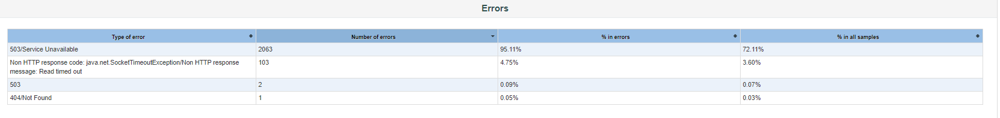 Errors
Type of error Number of errors % in errors % in all samples
503/Service Unavailable 2063 95.11% 72.11%
Non HTTP response code: java.net.SocketTimeoutException/Non HTTP response 103 4.75% 3.60%
message: Read timed out
503 2 0.09% 0.07%
404/Not Found 1 0.05% 0.03%